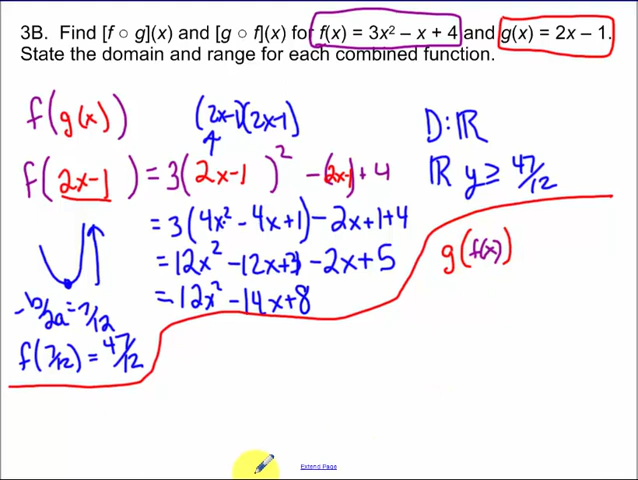 3B. Find [f ○ g](x) and [g ○ f](x) for f(x) = 3x² – x + 4 and g(x) = 2x – 1.
State the domain and range for each combined function.
f(g(x))
(2x-1)(2x-1)
f(2x-1) = 3(2x-1)² - (2x-1) + 4
= 3(4x² - 4x+1) - 2x+1+4
= 12x² - 12x+3 - 2x+5
= 12x² - 14x+8
-b/2a = 7/12
f(7/12) = 47/12
D: ℝ
ℝ y ≥ 47/12
g(f(x))
Extend Page